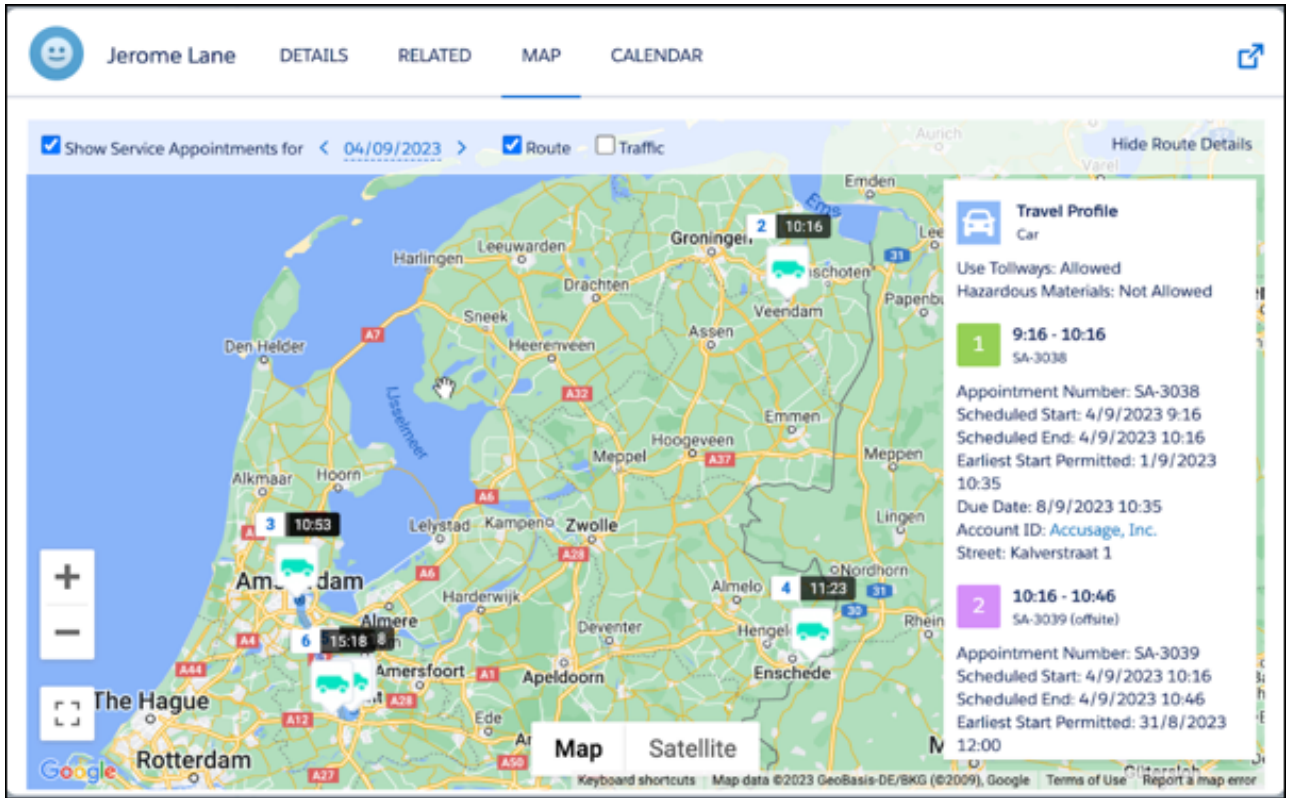 Jerome Lane DETAILS RELATED MAP CALENDAR
Show Service Appointments for < 04/09/2023 > Route Traffic Hide Route Details
Aurich
Varel
Emden
Ems
2 10:16
Groningen
Leeuwarden
Harlingen
31
Drachten
Veendam
Sneek
A7
Assen
Den Helder
Heerenveen
IJsselmeer
A32
Emmen
Hoogeveen
Meppel
A37
Meppen
Alkmaar
Hoorn
A6
Lingen
3 10:53
Lelystad
Kampen
Zwolle
A28
Nordhorn
A6
Almelo
4 11:23
31
30
Harderwijk
Almere
Deventer
6 15:18 8
A4
A44
Amersfoort
A1
Apeldoorn
Enschede
The Hague
A28
A12
Ede
Rotterdam
A27
A50
Travel Profile
Car
Use Tollways: Allowed
Hazardous Materials: Not Allowed
1 9:16 - 10:16
SA-3038
Appointment Number: SA-3038
Scheduled Start: 4/9/2023 9:16
Scheduled End: 4/9/2023 10:16
Earliest Start Permitted: 1/9/2023
10:35
Due Date: 8/9/2023 10:35
Account ID: Accusage, Inc.
Street: Kalverstraat 1
2 10:16 - 10:46
SA-3039 (offsite)
Appointment Number: SA-3039
Scheduled Start: 4/9/2023 10:16
Scheduled End: 4/9/2023 10:46
Earliest Start Permitted: 31/8/2023
12:00
+
−
Map Satellite
Google
Keyboard shortcuts Map data ©2023 GeoBasis-DE/BKG (©2009), Google Terms of Use Report a map error